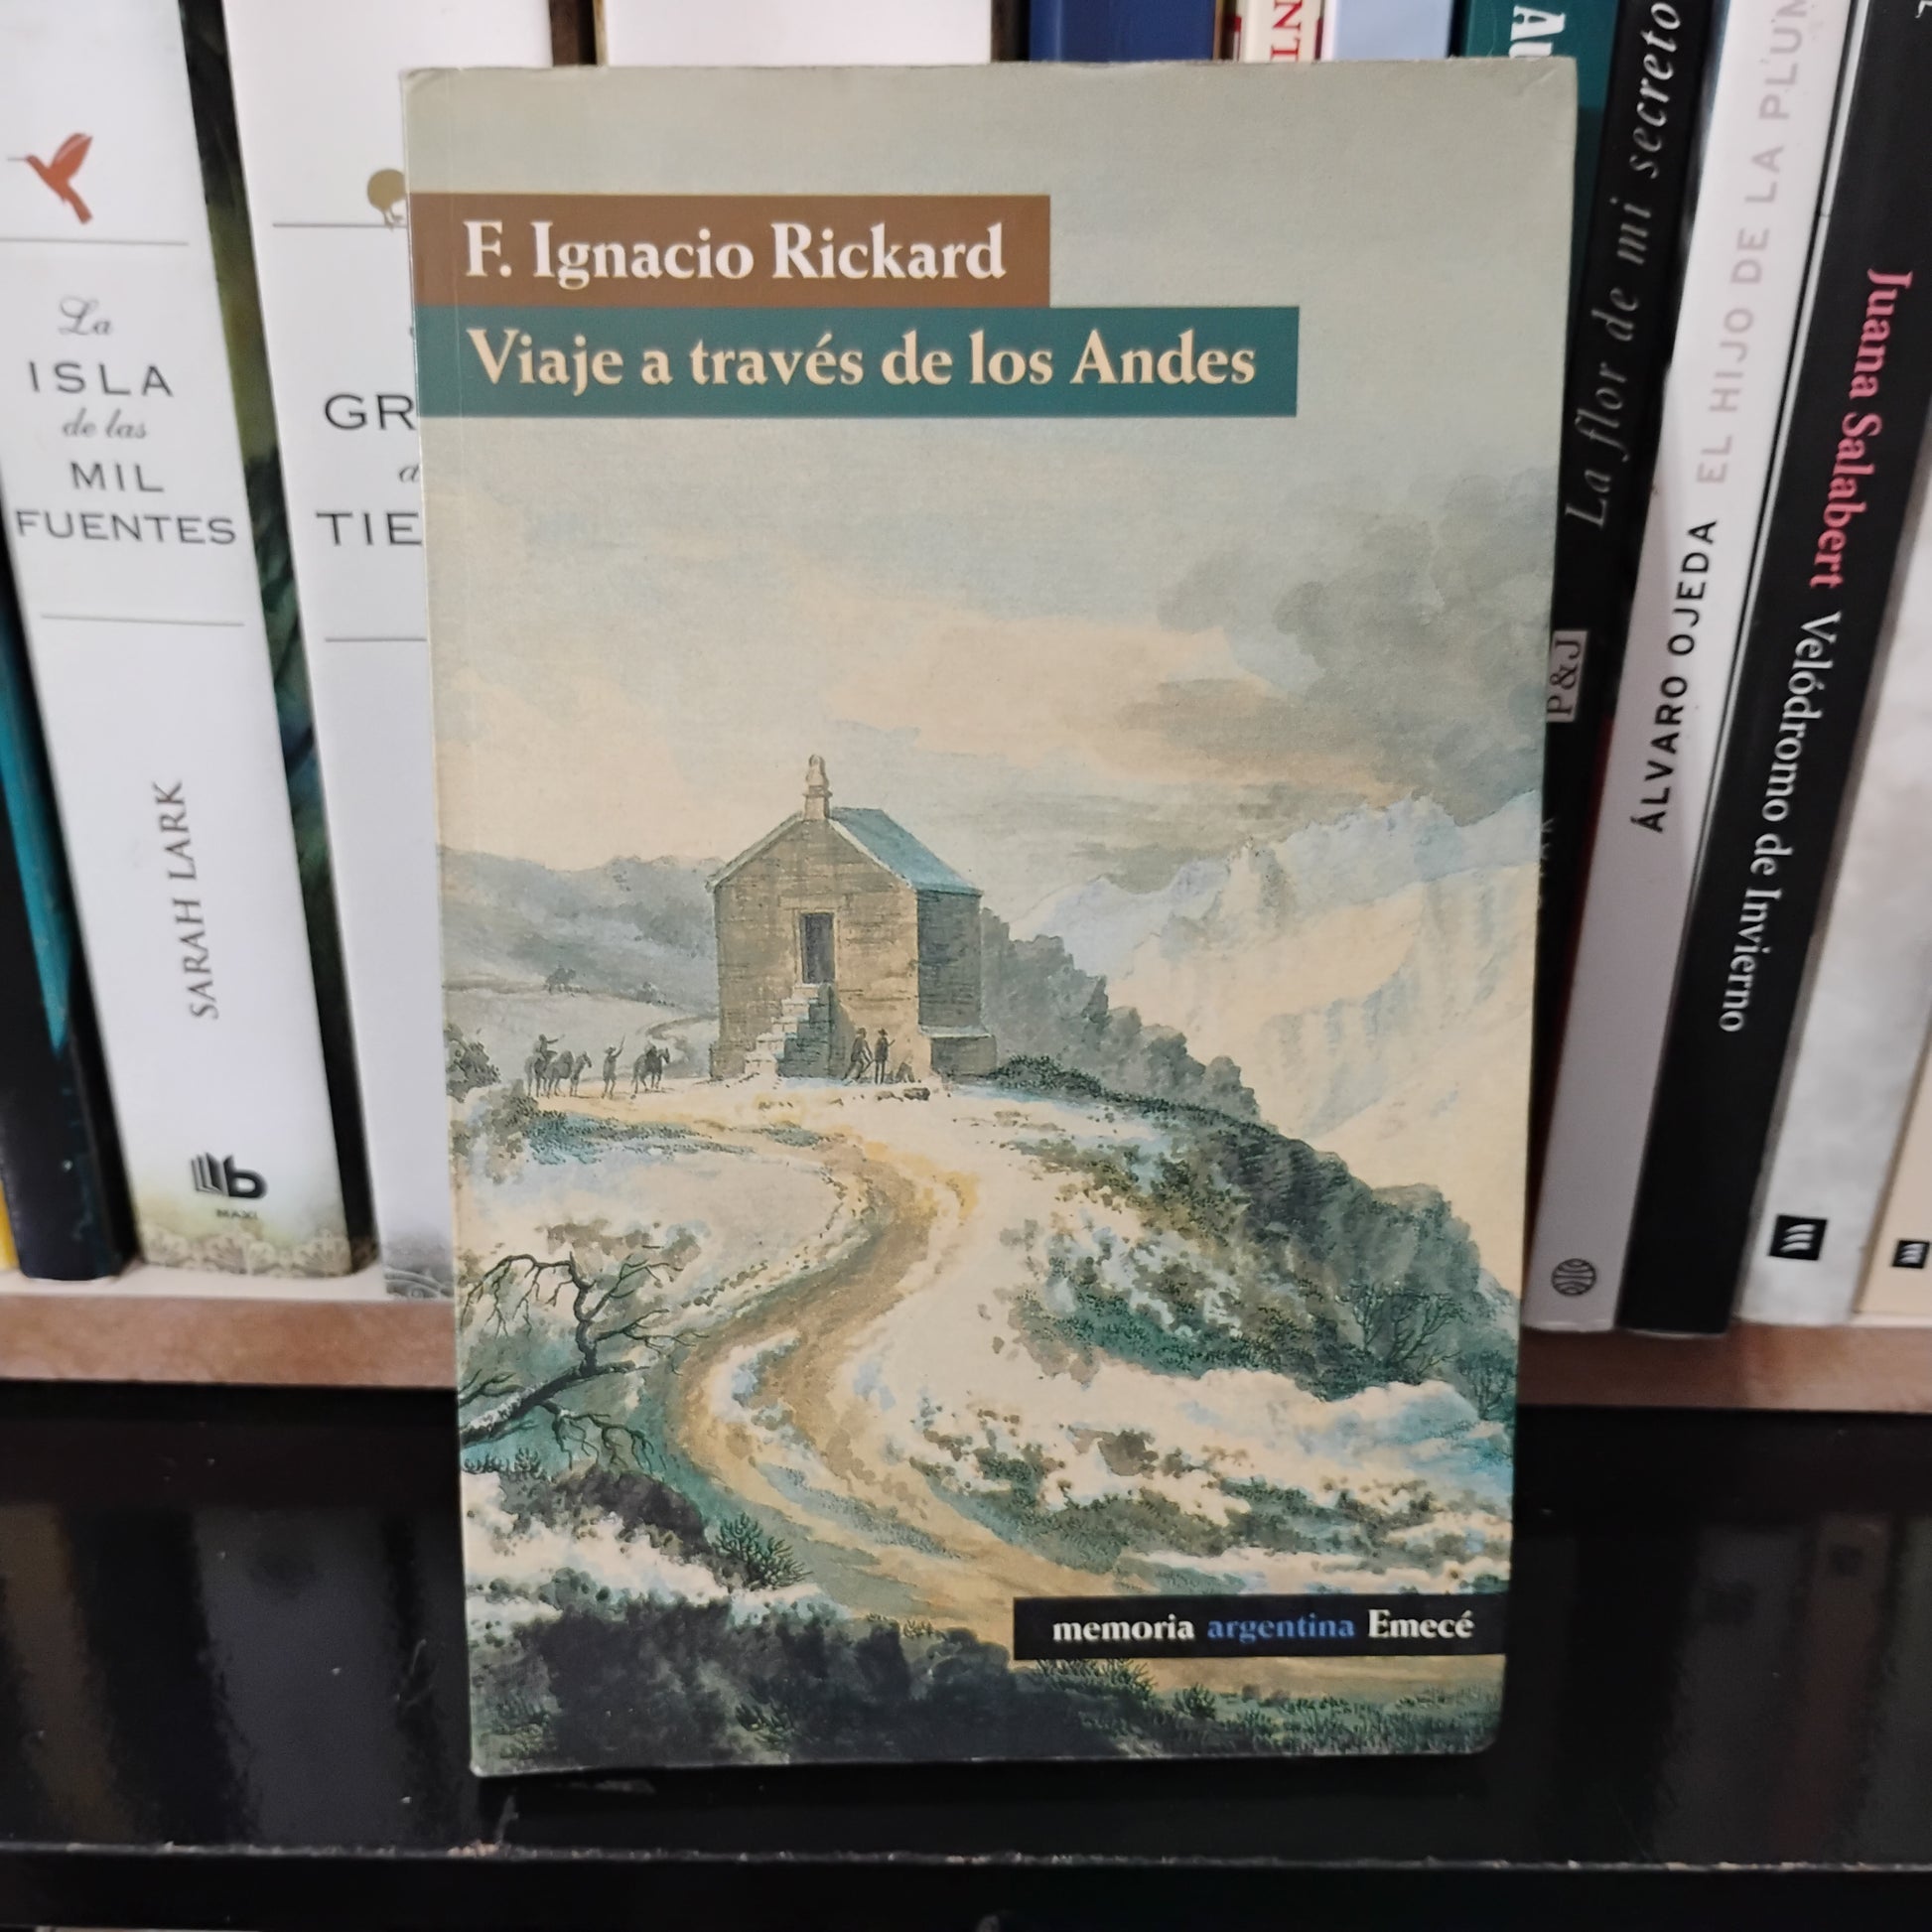 F. Ignacio Rickard
Viaje a través de los Andes
memoria argentina Emecé
La
ISLA
de las
MIL
FUENTES
SARAH LARK
b
MAXI
GR
TIE
La flor de mi secreto
P&J
ÁLVARO OJEDA EL HIJO DE LA PLUM
Juana Salabert Velódromo de Invierno